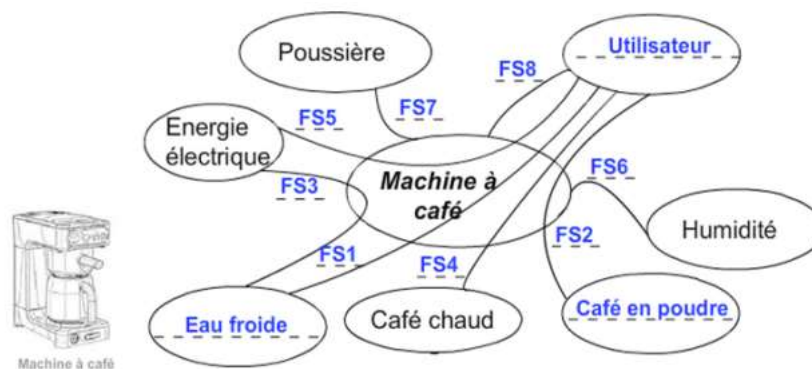 Poussière
Utilisateur
FS8
FS7
FS5
Energie
électrique
FS3
Machine à
café
FS6
Humidité
FS2
FS1
FS4
Eau froide
Café chaud
Café en poudre
Machine à café